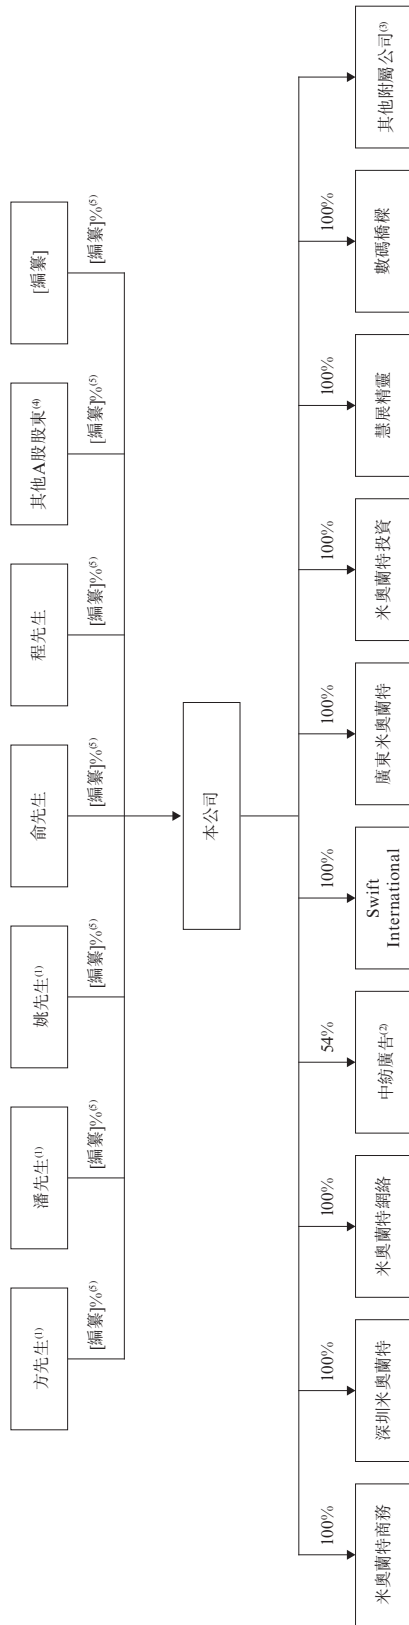 方先生(1)
潘先生(1)
姚先生(1)
俞先生
程先生
其他A股股東(4)
[編纂]
[編纂]%(5)
[編纂]%(5)
[編纂]%(5)
[編纂]%(5)
[編纂]%(5)
[編纂]%(5)
[編纂]%(5)
本公司
100%
100%
100%
54%
100%
100%
100%
100%
100%
米奧蘭特商務
深圳米奧蘭特
米奧蘭特網絡
中紡廣告(2)
Swift
International
廣東米奧蘭特
米奧蘭特投資
慧展精靈
數碼橋樑
其他附屬公司(3)